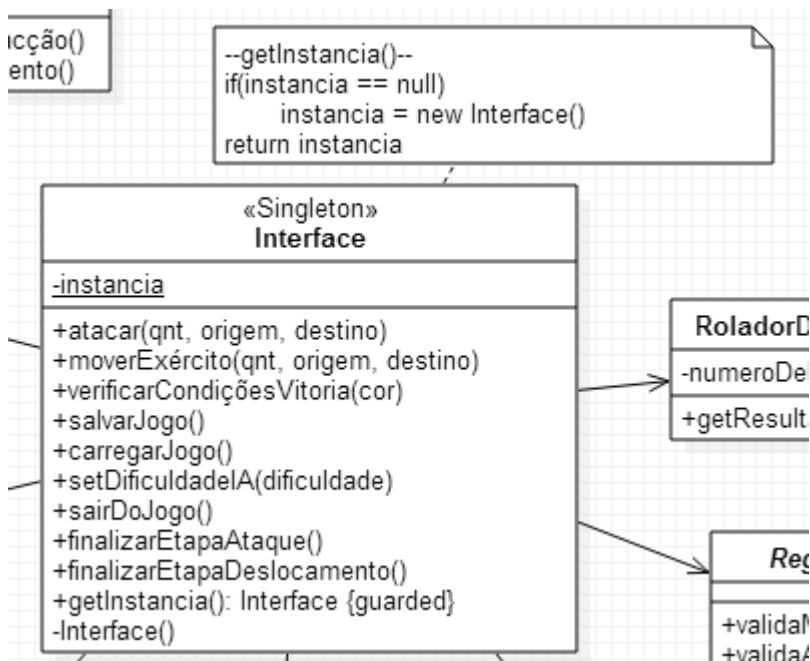 ento()
--getInstancia()--
if(instancia == null)
instancia = new Interface()
return instancia
«Singleton»
Interface
-instancia
+atacar(qnt, origem, destino)
+moverExército(qnt, origem, destino)
+verificarCondiçõesVitoria(cor)
+salvarJogo()
+carregarJogo()
+setDificuldadeIA(dificuldade)
+sairDoJogo()
+finalizarEtapaAtaque()
+finalizarEtapaDeslocamento()
+getInstancia(): Interface {guarded}
-Interface()
RoladorD
-numeroDe
+getResult
Reg
+valida
+valida